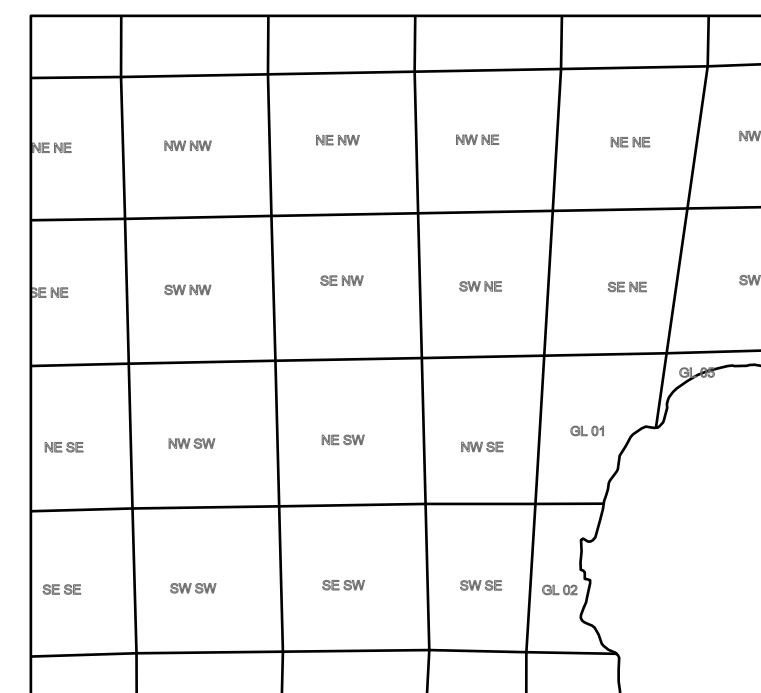 NE NE
NW NW
NE NW
NW NE
NE NE
NW
SE NE
SW NW
SE NW
SW NE
SE NE
SW
GL 05
NE SE
NW SW
NE SW
NW SE
GL 01
SE SE
SW SW
SE SW
SW SE
GL 02